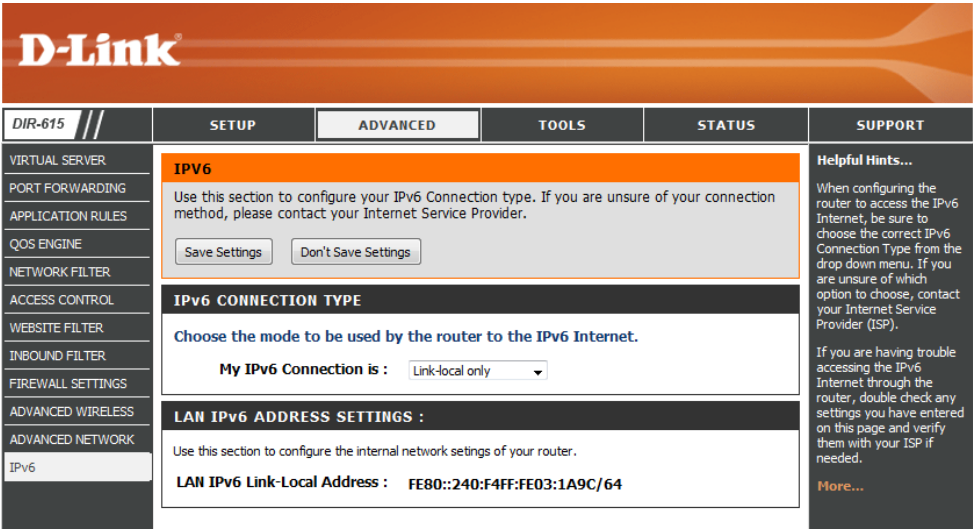 D-Link
DIR-615
SETUP
ADVANCED
TOOLS
STATUS
SUPPORT
VIRTUAL SERVER
PORT FORWARDING
APPLICATION RULES
QOS ENGINE
NETWORK FILTER
ACCESS CONTROL
WEBSITE FILTER
INBOUND FILTER
FIREWALL SETTINGS
ADVANCED WIRELESS
ADVANCED NETWORK
IPv6
IPV6
Use this section to configure your IPv6 Connection type. If you are unsure of your connection
method, please contact your Internet Service Provider.
Save Settings
Don't Save Settings
IPv6 CONNECTION TYPE
Choose the mode to be used by the router to the IPv6 Internet.
My IPv6 Connection is :
Link-local only
LAN IPv6 ADDRESS SETTINGS :
Use this section to configure the internal network setings of your router.
LAN IPv6 Link-Local Address :
FE80::240:F4FF:FE03:1A9C/64
Helpful Hints...
When configuring the
router to access the IPv6
Internet, be sure to
choose the correct IPv6
Connection Type from the
drop down menu. If you
are unsure of which
option to choose, contact
your Internet Service
Provider (ISP).
If you are having trouble
accessing the IPv6
Internet through the
router, double check any
settings you have entered
on this page and verify
them with your ISP if
needed.
More...